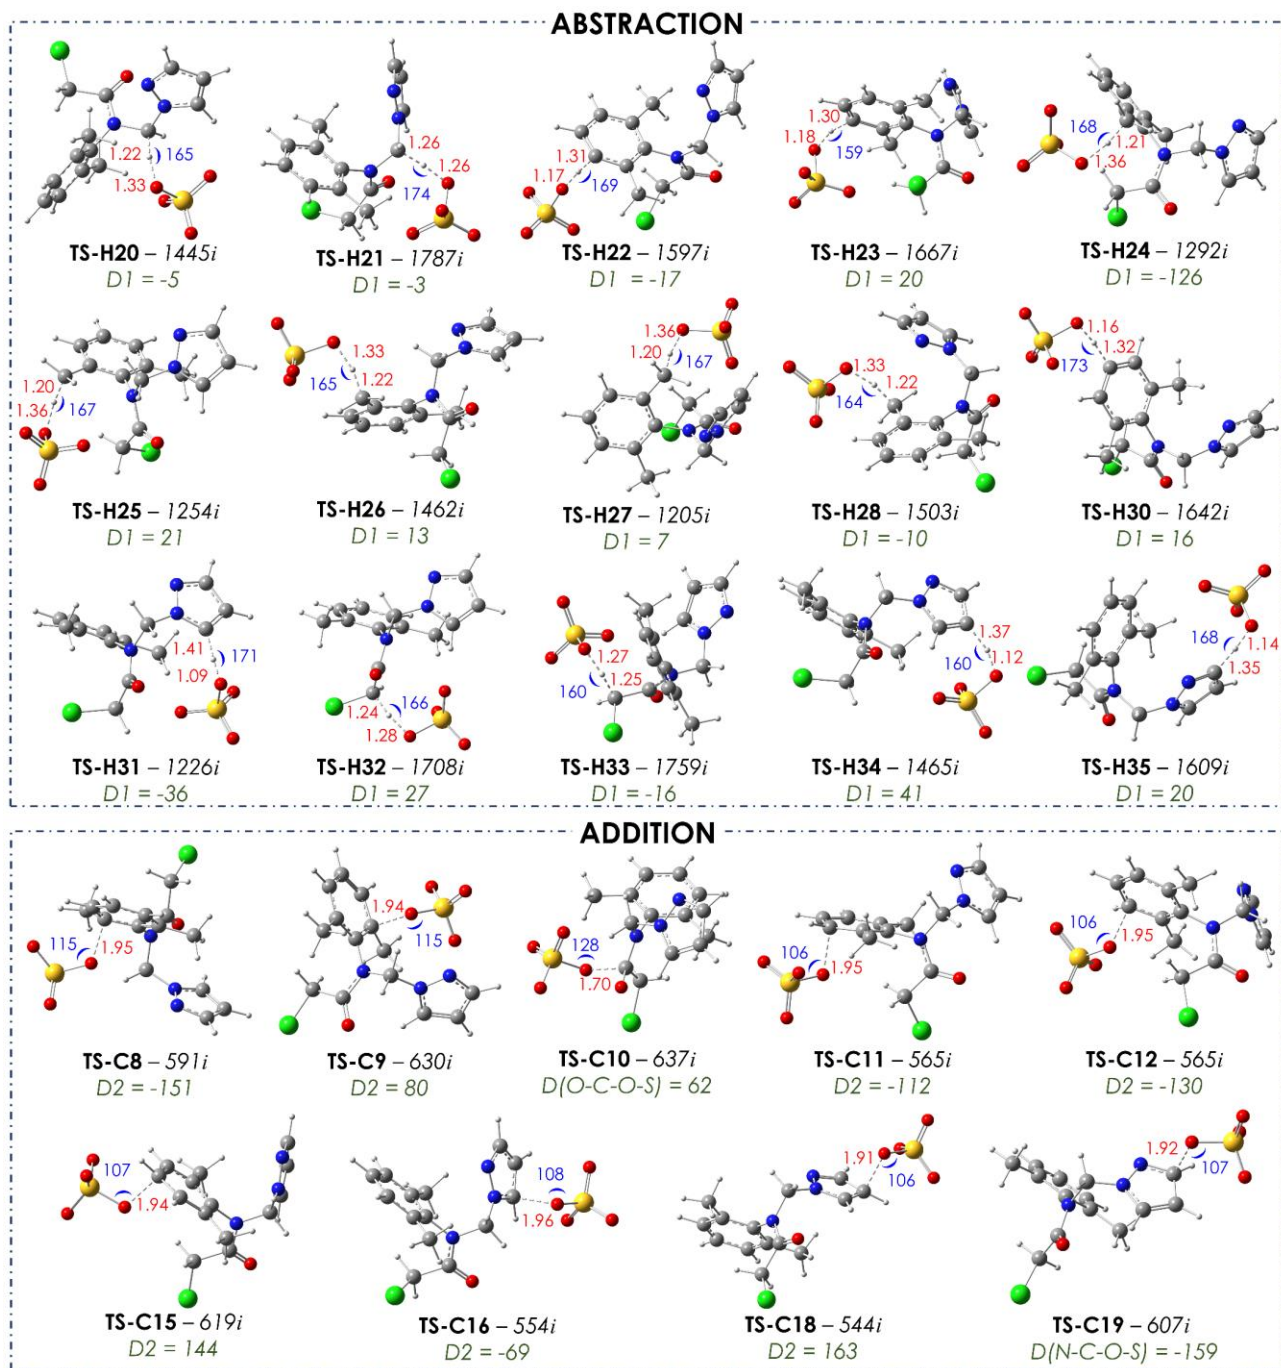 ABSTRACTION
1.22
165
1.33
TS-H20 – 1445i
D1 = -5
1.26
1.26
174
TS-H21 – 1787i
D1 = -3
1.31
1.17
169
TS-H22 – 1597i
D1 = -17
1.30
1.18
159
TS-H23 – 1667i
D1 = 20
168
1.21
1.36
TS-H24 – 1292i
D1 = -126
1.20
1.36
167
TS-H25 – 1254i
D1 = 21
1.33
165
1.22
TS-H26 – 1462i
D1 = 13
1.36
1.20
167
TS-H27 – 1205i
D1 = 7
1.33
1.22
164
TS-H28 – 1503i
D1 = -10
1.16
1.32
173
TS-H30 – 1642i
D1 = 16
1.41
171
1.09
TS-H31 – 1226i
D1 = -36
1.24
166
1.28
TS-H32 – 1708i
D1 = 27
1.27
160
1.25
TS-H33 – 1759i
D1 = -16
1.37
160
1.12
TS-H34 – 1465i
D1 = 41
168
1.14
1.35
TS-H35 – 1609i
D1 = 20
ADDITION
115
1.95
TS-C8 – 591i
D2 = -151
1.94
115
TS-C9 – 630i
D2 = 80
128
1.70
TS-C10 – 637i
D(O-C-O-S) = 62
106
1.95
TS-C11 – 565i
D2 = -112
106
1.95
TS-C12 – 565i
D2 = -130
107
1.94
TS-C15 – 619i
D2 = 144
108
1.96
TS-C16 – 554i
D2 = -69
1.91
106
TS-C18 – 544i
D2 = 163
1.92
107
TS-C19 – 607i
D(N-C-O-S) = -159